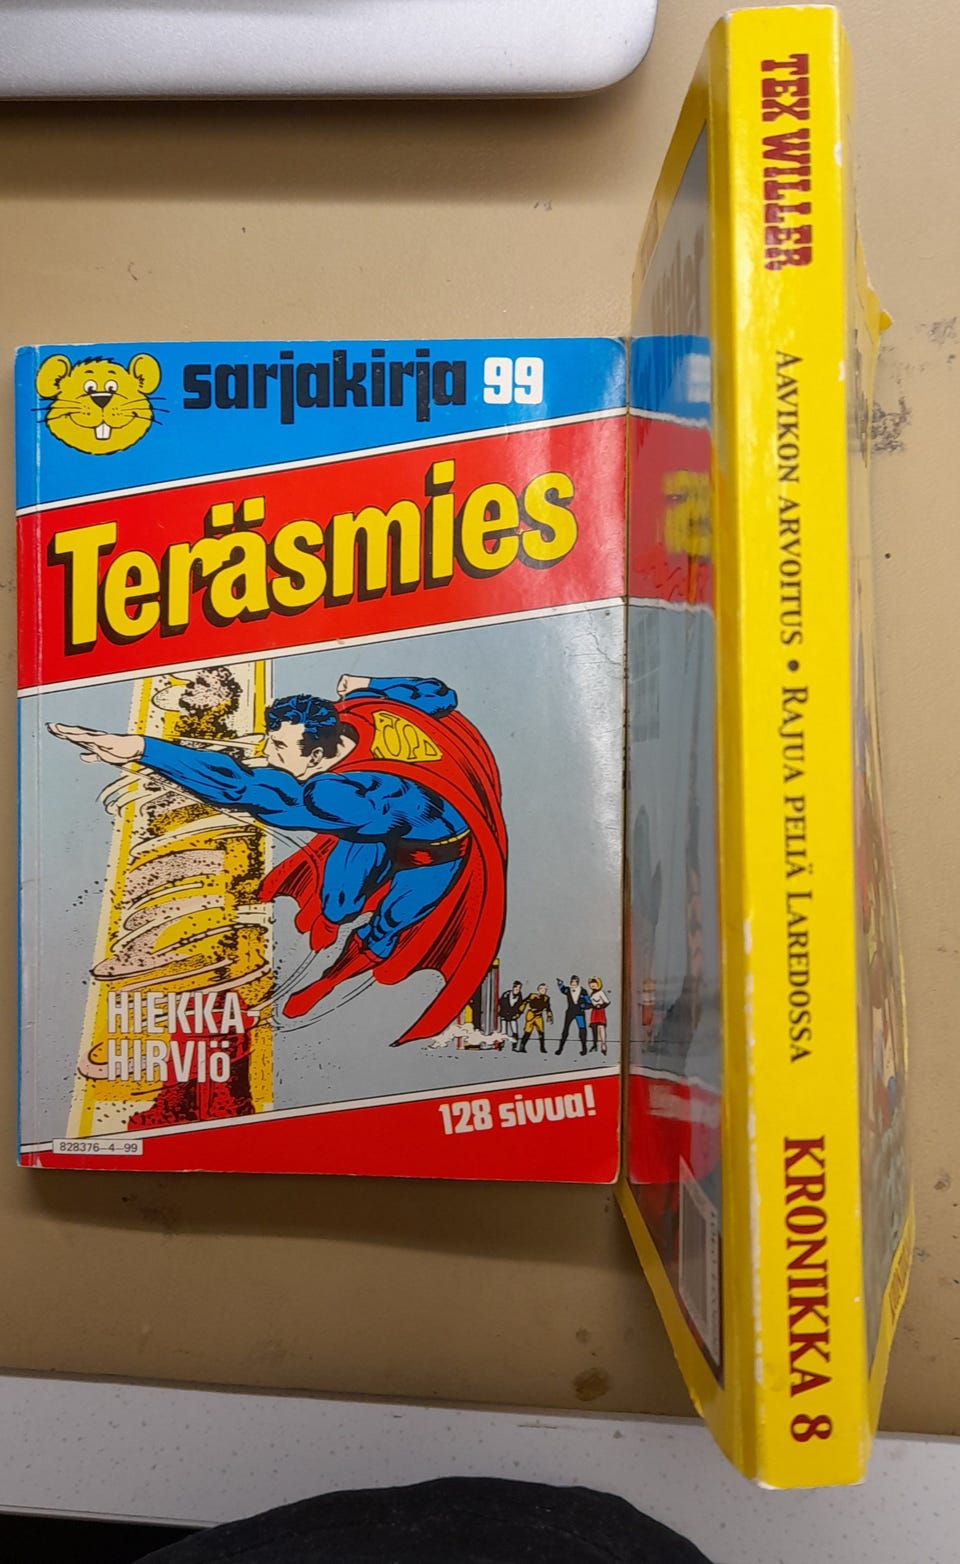 sarjakirja 99
Teräsmies
HIEKKA-
HIRVIÖ
128 sivua!
828376-4-99
TEX WILLER
AAVIKON ARVOITUS • RAJUA PELIÄ LAREDOSSA
KRONIKKA 8